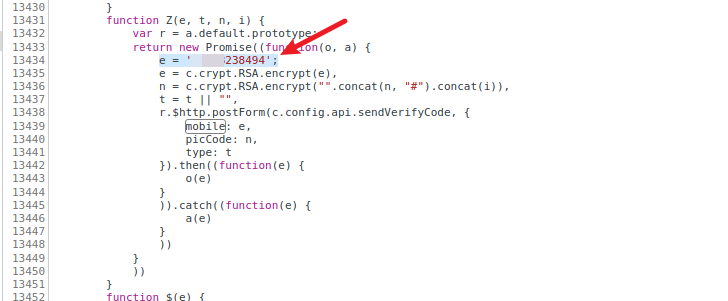 13430 }
13431 function Z(e, t, n, i) {
13432 var r = a.default.prototype;
13433 return new Promise((function(o, a) {
13434 e = ' 238494';
13435 e = c.crypt.RSA.encrypt(e),
13436 n = c.crypt.RSA.encrypt("".concat(n, "#").concat(i)),
13437 t = t || "",
13438 r.$http.postForm(c.config.api.sendVerifyCode, {
13439 mobile: e,
13440 picCode: n,
13441 type: t
13442 }).then((function(e) {
13443 o(e)
13444 }
13445 )).catch((function(e) {
13446 a(e)
13447 }
13448 ))
13449 }
13450 ))
13451 }
13452 function $(e) {